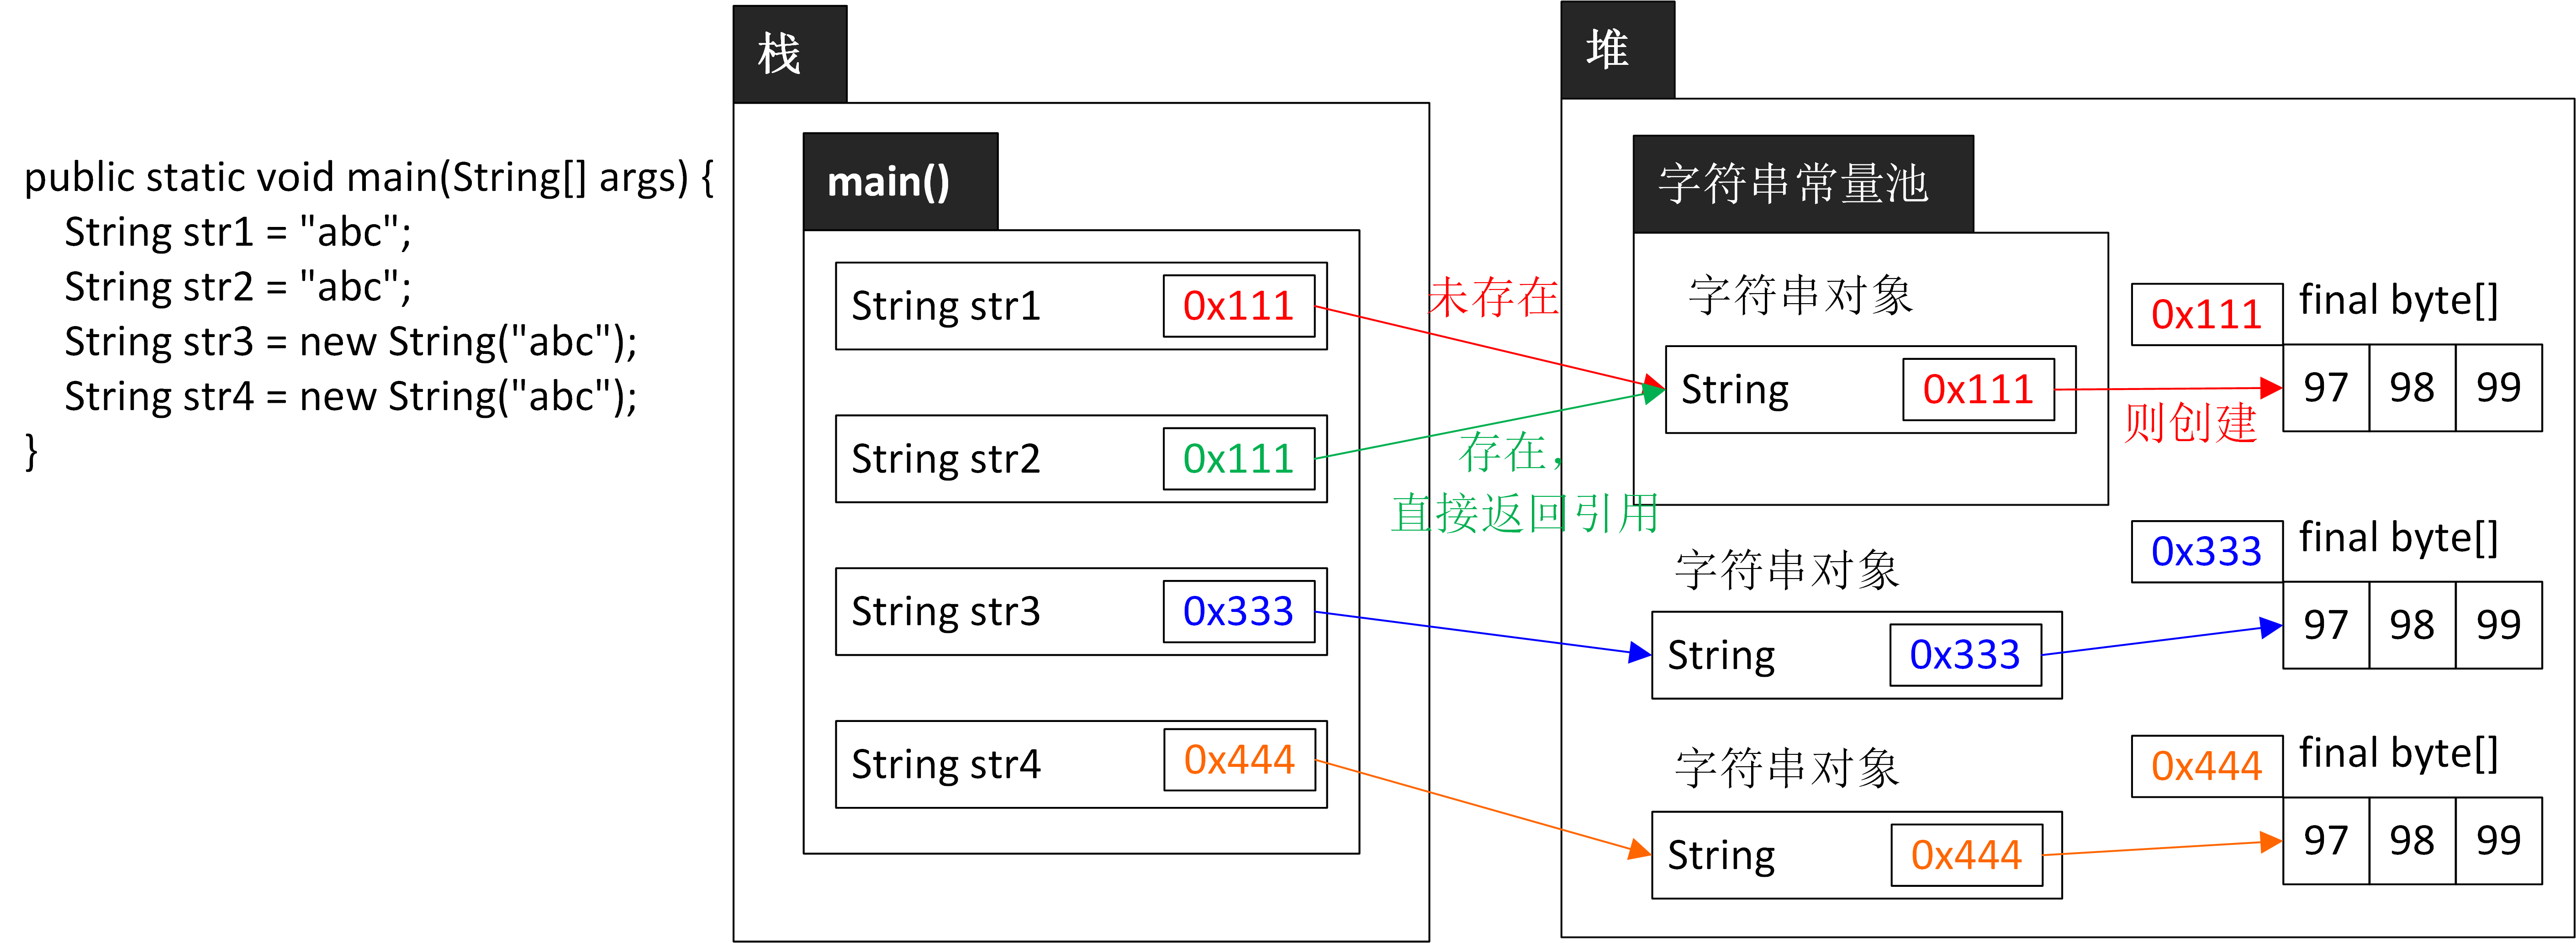 public static void main(String[] args) {
String str1 = "abc";
String str2 = "abc";
String str3 = new String("abc");
String str4 = new String("abc");
}
栈
main()
String str1 0x111
String str2 0x111
String str3 0x333
String str4 0x444
未存在
存在，
直接返回引用
堆
字符串常量池
字符串对象
String 0x111
则创建
0x111 final byte[]
97 98 99
字符串对象
String 0x333
0x333 final byte[]
97 98 99
字符串对象
String 0x444
0x444 final byte[]
97 98 99